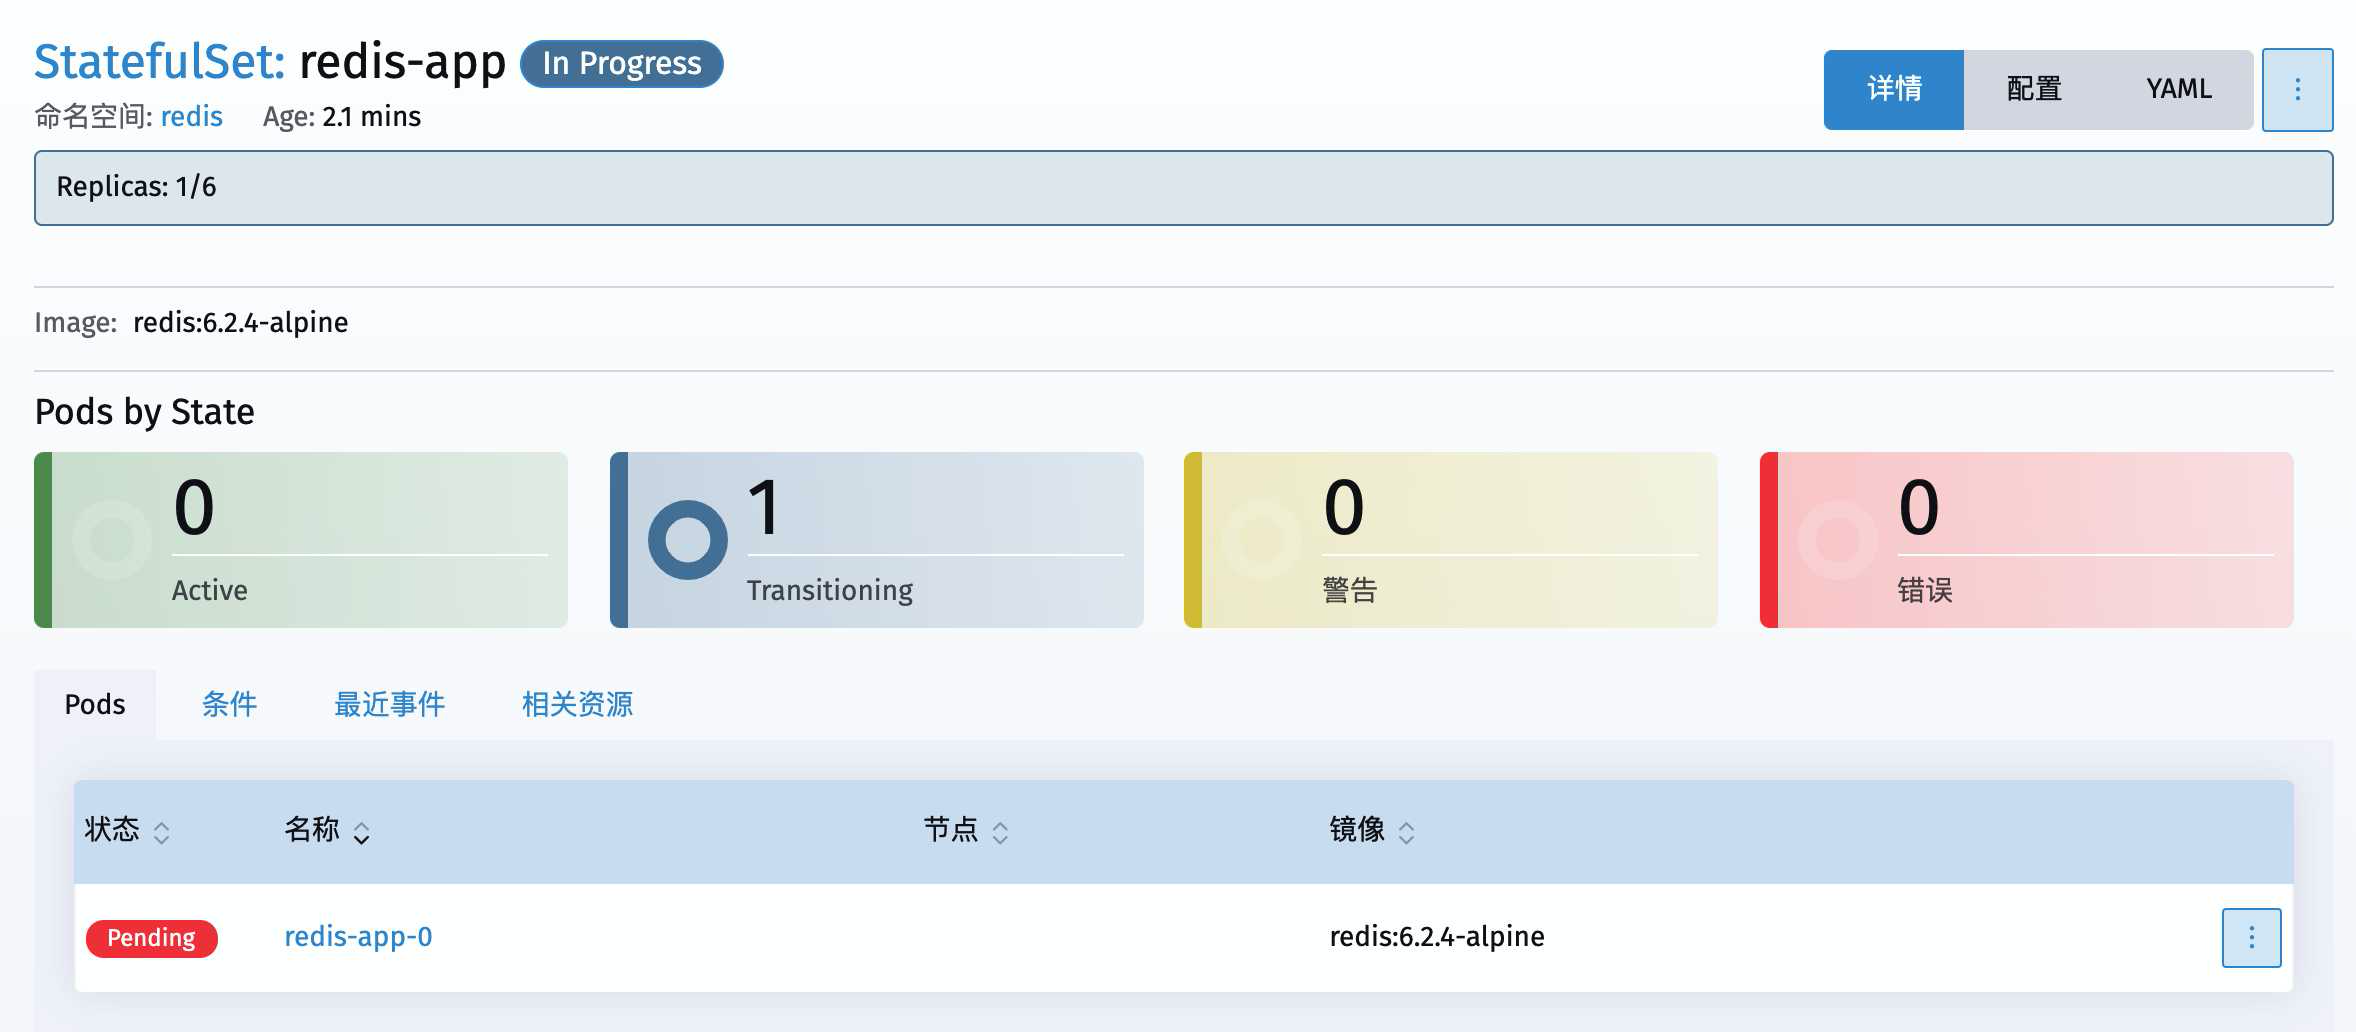 StatefulSet: redis-app In Progress
命名空间: redis Age: 2.1 mins
详情 配置 YAML
Replicas: 1/6
Image: redis:6.2.4-alpine
Pods by State
0 1 0 0
Active Transitioning 警告 错误
Pods 条件 最近事件 相关资源
状态 名称 节点 镜像
Pending redis-app-0 redis:6.2.4-alpine